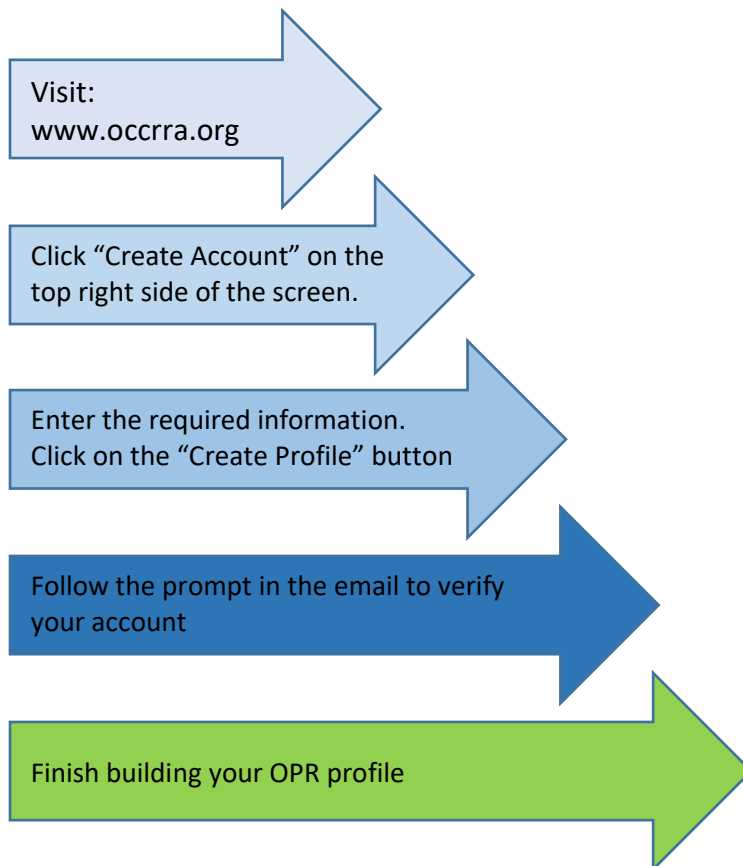 Visit:
www.occrra.org
Click “Create Account” on the
top right side of the screen.
Enter the required information.
Click on the “Create Profile” button
Follow the prompt in the email to verify
your account
Finish building your OPR profile